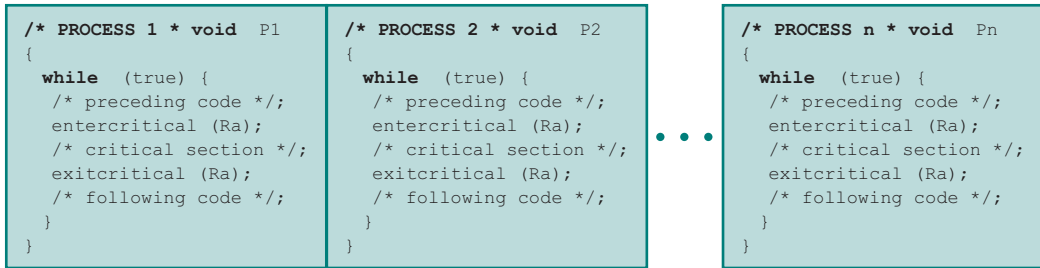 /* PROCESS 1 * void P1
{
while (true) {
/* preceding code */;
entercritical (Ra);
/* critical section */;
exitcritical (Ra);
/* following code */;
}
}
/* PROCESS 2 * void P2
{
while (true) {
/* preceding code */;
entercritical (Ra);
/* critical section */;
exitcritical (Ra);
/* following code */;
}
}
• • •
/* PROCESS n * void Pn
{
while (true) {
/* preceding code */;
entercritical (Ra);
/* critical section */;
exitcritical (Ra);
/* following code */;
}
}